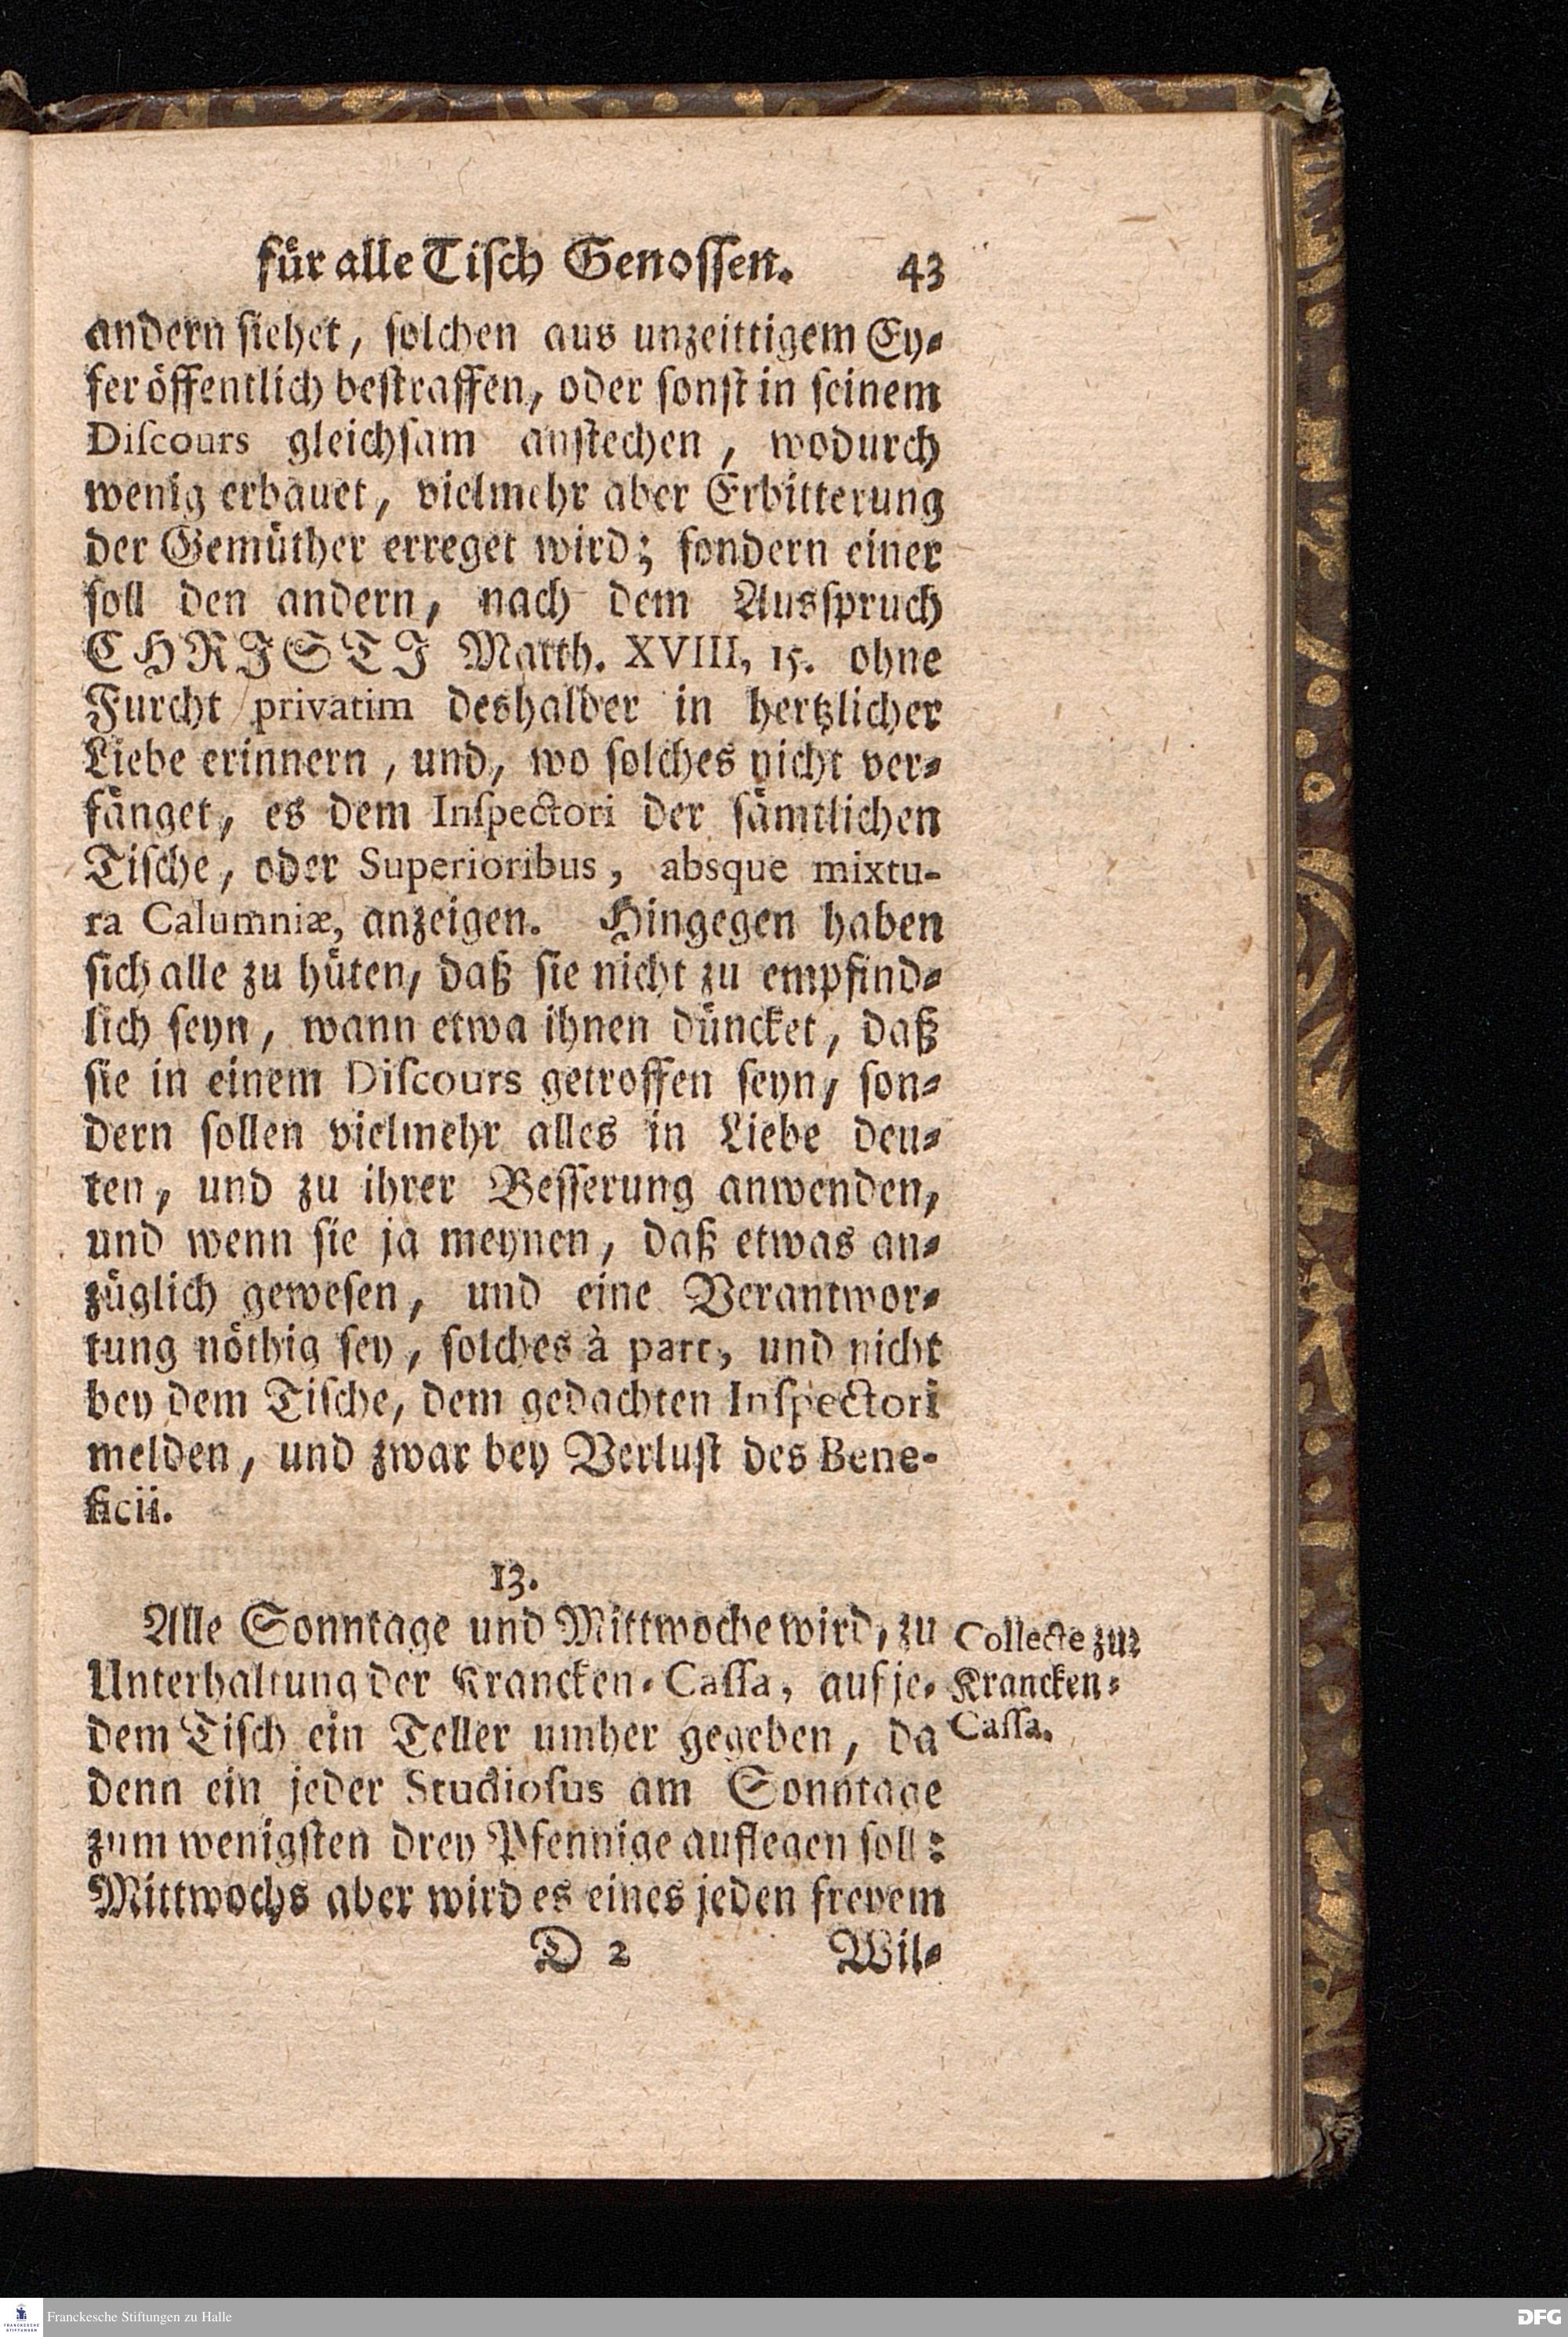 für alle Tisch Genossen. 43
andern siehet, solchen aus unzeittigem Ey⸗
fer öffentlich bestraffen, oder sonst in seinem
Discours gleichsam anstechen, wodurch
wenig erbauet, vielmehr aber Erbitterung
der Gemüther erreget wird; sondern einer
soll den andern, nach dem Ausspruch
CHRISTI Matth. XVIII, 15. ohne
Furcht privatim deshalber in hertzlicher
Liebe erinnern, und, wo solches nicht ver⸗
fänget, es dem Inspectori der sämtlichen
Tische, oder Superioribus, absque mixtu-
ra Calumniæ, anzeigen. Hingegen haben
sich alle zu hüten, daß sie nicht zu empfind⸗
lich seyn, wann etwa ihnen düncket, daß
sie in einem Discours getroffen seyn, son⸗
dern sollen vielmehr alles in Liebe deu⸗
ten, und zu ihrer Besserung anwenden,
und wenn sie ja meynen, daß etwas an⸗
züglich gewesen, und eine Verantwor⸗
tung nöthig sey, solches à part, und nicht
bey dem Tische, dem gedachten Inspectori
melden, und zwar bey Verlust des Bene-
ficii.
13.
Alle Sonntage und Mittwoche wird, zu
Unterhaltung der Krancken⸗Cassa, auf je⸗
dem Tisch ein Teller umher gegeben, da
denn ein jeder Studiosus am Sonntage
zum wenigsten drey Pfennige auflegen soll:
Mittwochs aber wird es eines jeden freyem
D 2 Wil⸗
Collecte zur
Krancken⸗
Cassa.
FRANCKESCHE
STIFTUNGEN
Franckesche Stiftungen zu Halle
DFG